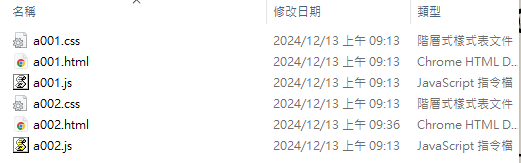 名稱 修改日期 類型
a001.css 2024/12/13 上午 09:13 階層式樣式表文件
a001.html 2024/12/13 上午 09:13 Chrome HTML D...
a001.js 2024/12/13 上午 09:13 JavaScript 指令檔
a002.css 2024/12/13 上午 09:13 階層式樣式表文件
a002.html 2024/12/13 上午 09:36 Chrome HTML D...
a002.js 2024/12/13 上午 09:13 JavaScript 指令檔